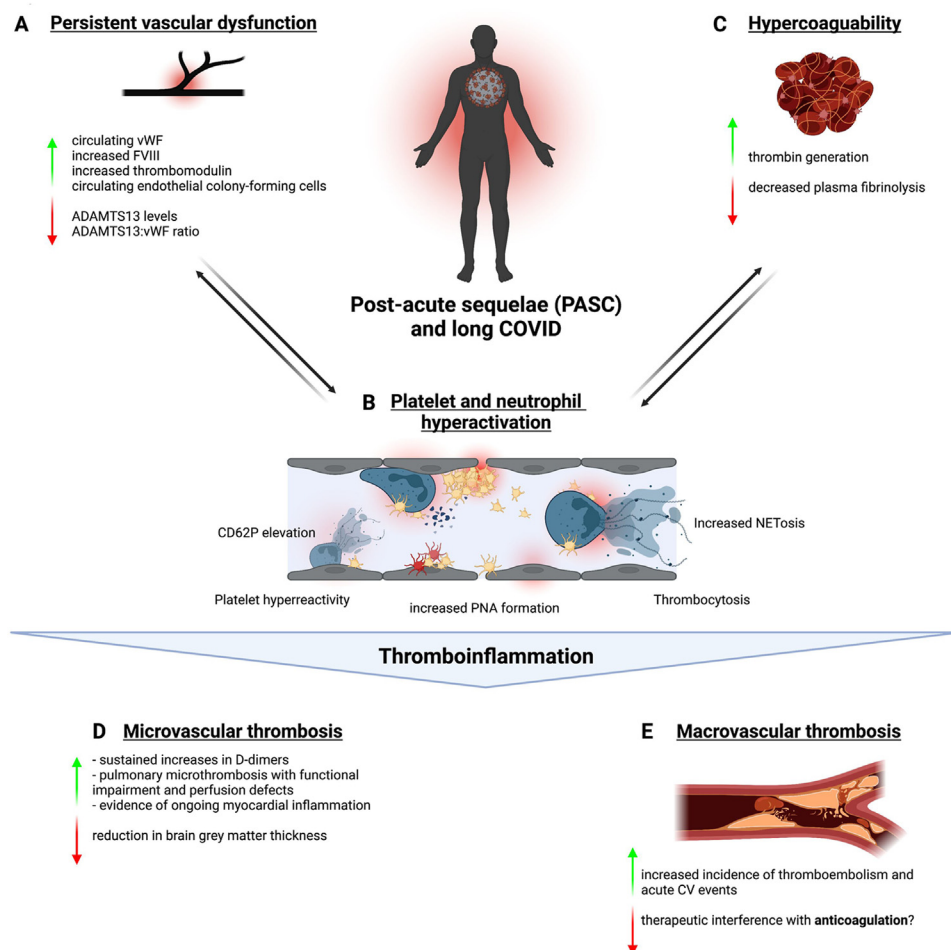 A Persistent vascular dysfunction
circulating vWF
increased FVIII
increased thrombomodulin
circulating endothelial colony-forming cells
ADAMTS13 levels
ADAMTS13:vWF ratio
C Hypercoaguability
thrombin generation
decreased plasma fibrinolysis
Post-acute sequelae (PASC)
and long COVID
B Platelet and neutrophil
hyperactivation
CD62P elevation
Increased NETosis
Platelet hyperreactivity
increased PNA formation
Thrombocytosis
Thromboinflammation
D Microvascular thrombosis
- sustained increases in D-dimers
- pulmonary microthrombosis with functional
impairment and perfusion defects
- evidence of ongoing myocardial inflammation
reduction in brain grey matter thickness
E Macrovascular thrombosis
increased incidence of thromboembolism and
acute CV events
therapeutic interference with anticoagulation?